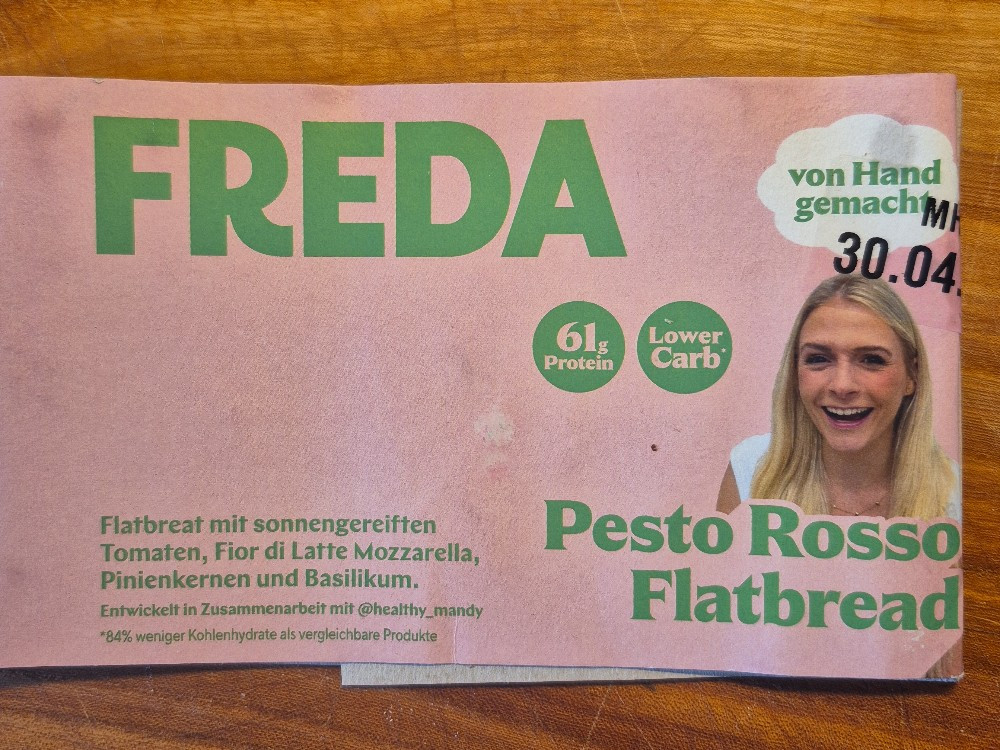 FREDA
von Hand
gemacht
30.04.
61g
Protein
Lower
Carb*
Pesto Rosso
Flatbread
Flatbreat mit sonnengereiften
Tomaten, Fior di Latte Mozzarella,
Pinienkernen und Basilikum.
Entwickelt in Zusammenarbeit mit @healthy_mandy
*84% weniger Kohlenhydrate als vergleichbare Produkte